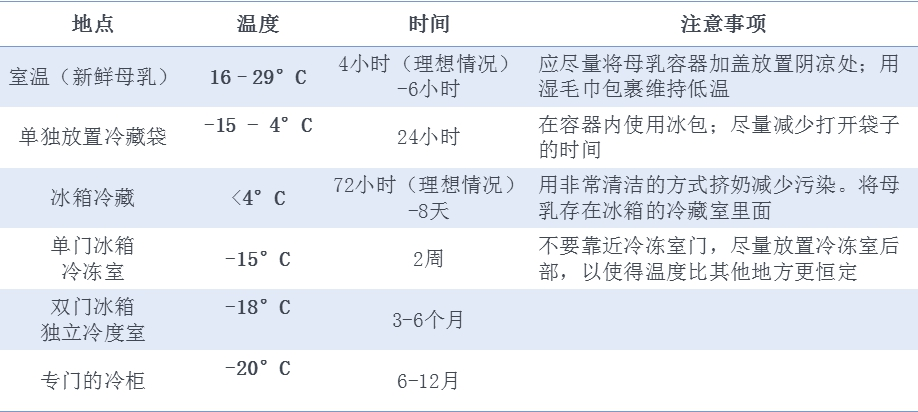 地点 温度 时间 注意事项
室温（新鲜母乳） 16－29°C 4小时（理想情况） 应尽量将母乳容器加盖放置阴凉处；用
-6小时 湿毛巾包裹维持低温
单独放置冷藏袋 -15 － 4°C 24小时 在容器内使用冰包；尽量减少打开袋子
的时间
冰箱冷藏 <4°C 72小时（理想情况） 用非常清洁的方式挤奶减少污染。将母
-8天 乳存在冰箱的冷藏室里面
单门冰箱 -15°C 2周 不要靠近冷冻室门，尽量放置冷冻室后
冷冻室 部，以使得温度比其他地方更恒定
双门冰箱 -18°C 3-6个月
独立冷度室
专门的冷柜 -20°C 6-12月